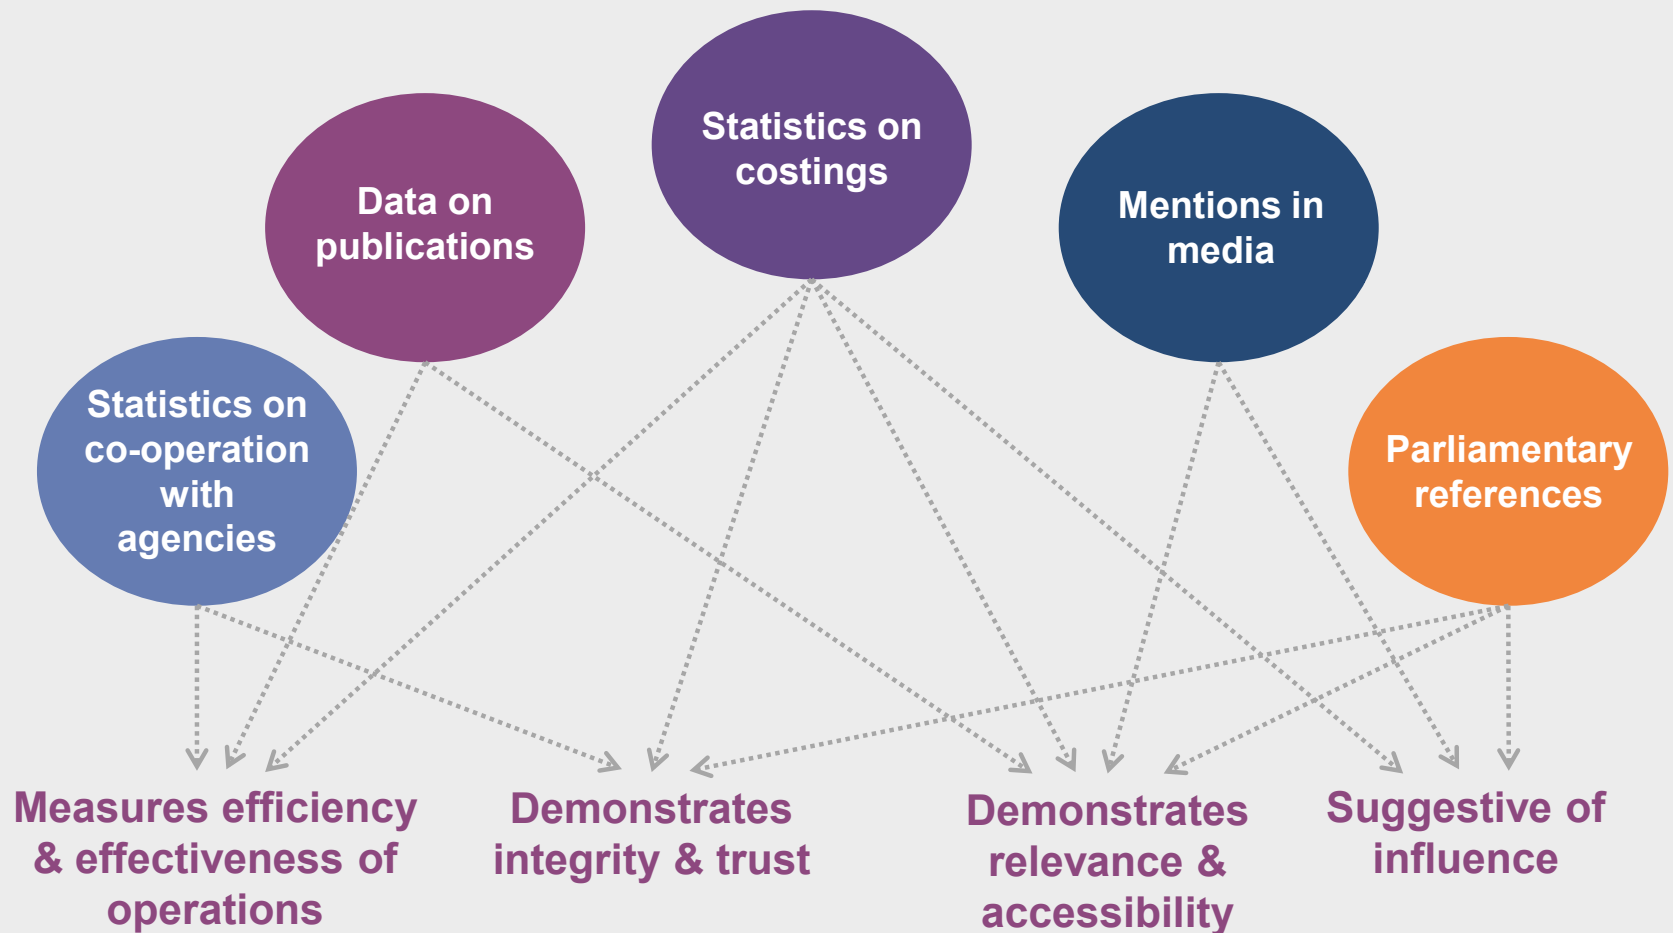 Statistics on
costings
Data on
publications
Mentions in
media
Statistics on
co-operation
with
agencies
Parliamentary
references
Measures efficiency
& effectiveness of
operations
Demonstrates
integrity & trust
Demonstrates
relevance &
accessibility
Suggestive of
influence